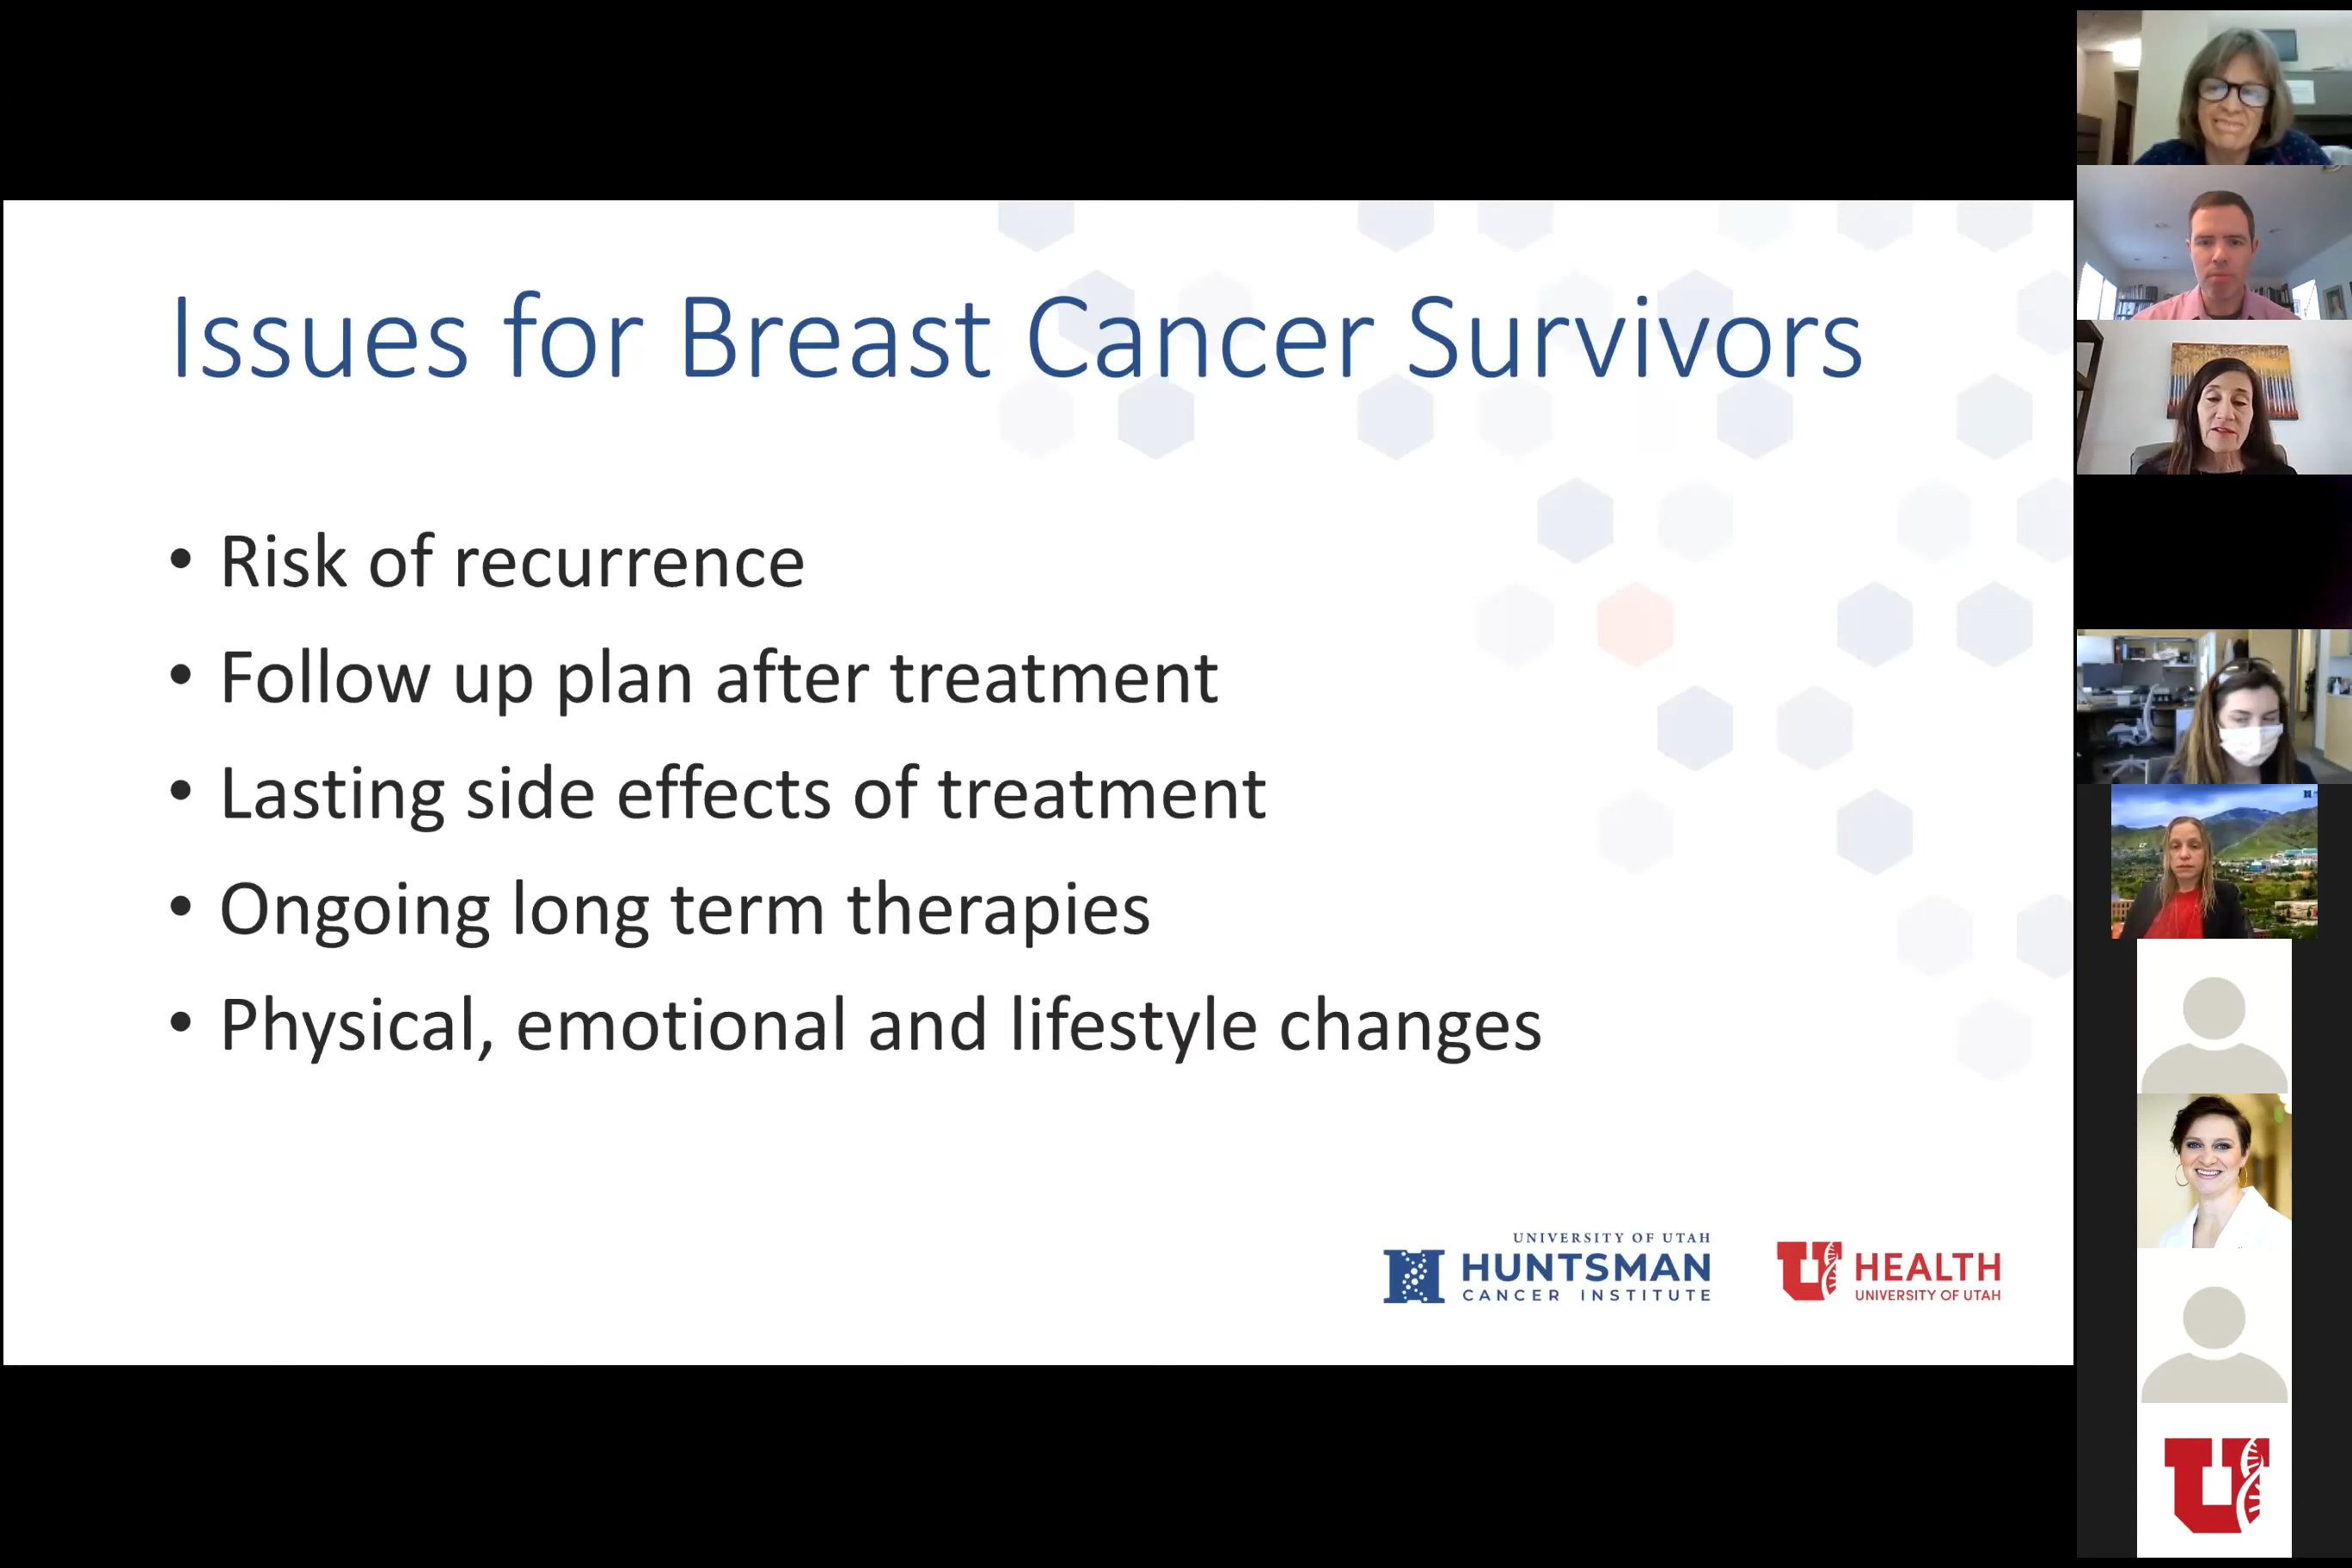 Issues for Breast Cancer Survivors
• Risk of recurrence
• Follow up plan after treatment
• Lasting side effects of treatment
• Ongoing long term therapies
• Physical, emotional and lifestyle changes
UNIVERSITY OF UTAH
HUNTSMAN
CANCER INSTITUTE
U HEALTH
UNIVERSITY OF UTAH
U